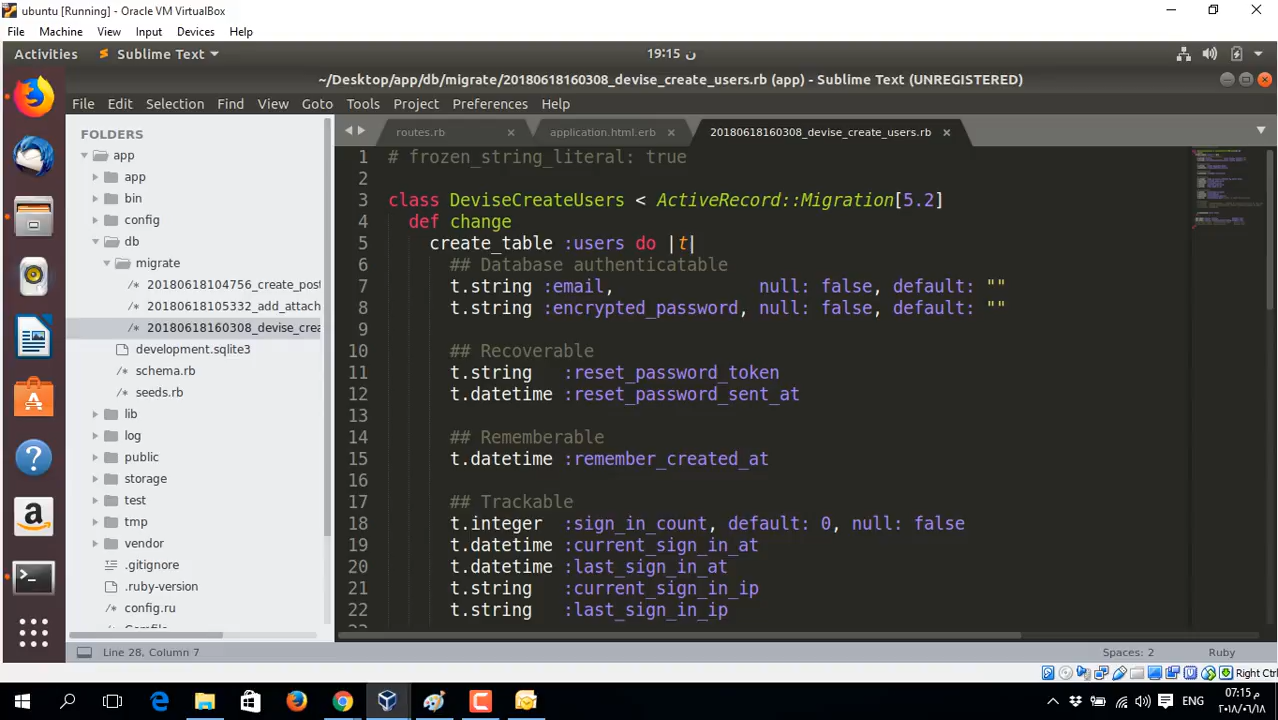 ubuntu [Running] - Oracle VM VirtualBox
File Machine View Input Devices Help
Activities Sublime Text 19:15 ن
~/Desktop/app/db/migrate/20180618160308_devise_create_users.rb (app) - Sublime Text (UNREGISTERED)
File Edit Selection Find View Goto Tools Project Preferences Help
routes.rb application.html.erb 20180618160308_devise_create_users.rb
FOLDERS
app
app
bin
config
db
migrate
20180618104756_create_post
20180618105332_add_attach
20180618160308_devise_crea
development.sqlite3
schema.rb
seeds.rb
lib
log
public
storage
test
tmp
vendor
.gitignore
.ruby-version
config.ru
1 # frozen_string_literal: true
2
3 class DeviseCreateUsers < ActiveRecord::Migration[5.2]
4 def change
5 create_table :users do |t|
6 ## Database authenticatable
7 t.string :email, null: false, default: ""
8 t.string :encrypted_password, null: false, default: ""
9
10 ## Recoverable
11 t.string :reset_password_token
12 t.datetime :reset_password_sent_at
13
14 ## Rememberable
15 t.datetime :remember_created_at
16
17 ## Trackable
18 t.integer :sign_in_count, default: 0, null: false
19 t.datetime :current_sign_in_at
20 t.datetime :last_sign_in_at
21 t.string :current_sign_in_ip
22 t.string :last_sign_in_ip
Line 28, Column 7 Spaces: 2 Ruby
Right Ctrl
ENG
07:15 م
٢٠١٨/٠٦/١٨